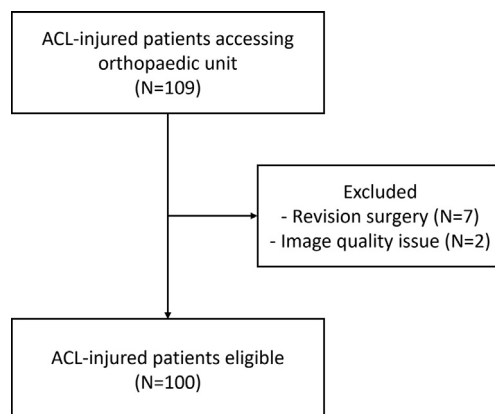 ACL-injured patients accessing
orthopaedic unit
(N=109)
Excluded
- Revision surgery (N=7)
- Image quality issue (N=2)
ACL-injured patients eligible
(N=100)